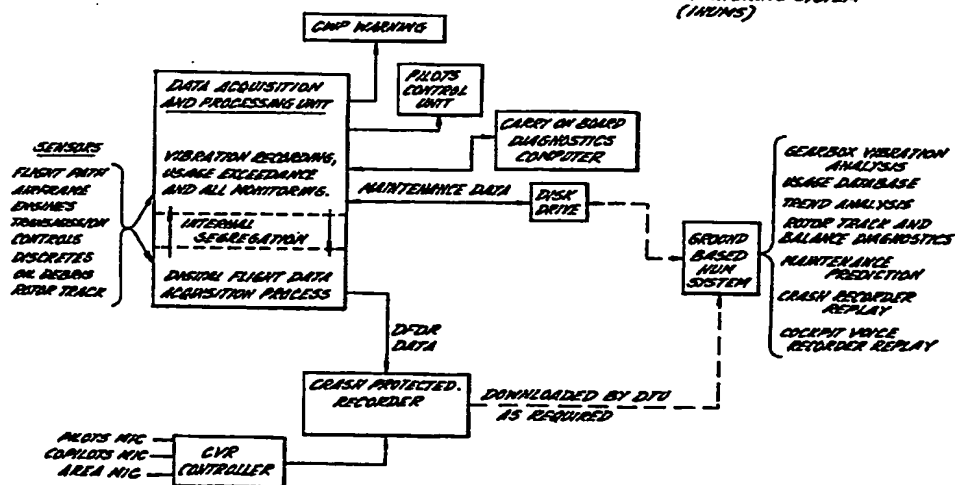 (IHUMS)
CWP WARNING
DATA ACQUISITION
AND PROCESSING UNIT
PILOTS
CONTROL
UNIT
CARRY ON BOARD
DIAGNOSTICS
COMPUTER
SENSORS
FLIGHT PATH
AIRFRAME
ENGINES
TRANSMISSION
CONTROLS
DISCRETES
OIL DEBRIS
ROTOR TRACK
VIBRATION RECORDING,
USAGE EXCEEDANCE
AND ALL MONITORING.
INTERNAL
SEGREGATION
DIGITAL FLIGHT DATA
ACQUISITION PROCESS
MAINTENANCE DATA
DISK
DRIVE
GROUND
BASED
HUM
SYSTEM
GEARBOX VIBRATION
ANALYSIS
USAGE DATABASE
TREND ANALYSIS
ROTOR TRACK AND
BALANCE DIAGNOSTICS
MAINTENANCE
PREDICTION
CRASH RECORDER
REPLAY
COCKPIT VOICE
RECORDER REPLAY
DFDR
DATA
CRASH PROTECTED.
RECORDER
DOWNLOADED BY DTU
AS REQUIRED
PILOTS MIC
COPILOTS MIC
AREA MIC
CVR
CONTROLLER